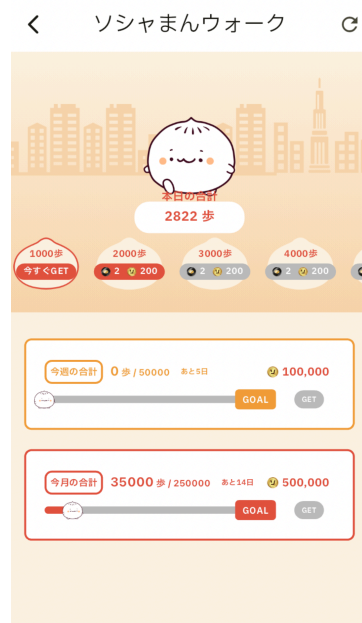 ソシャまんウォーク
本日の合計
2822 歩
1000歩 2000歩 3000歩 4000歩
今すぐGET 2 200 2 200 2 200
今週の合計 0 歩 / 50000 あと5日 100,000
GOAL GET
今月の合計 35000 歩 / 250000 あと14日 500,000
GOAL GET